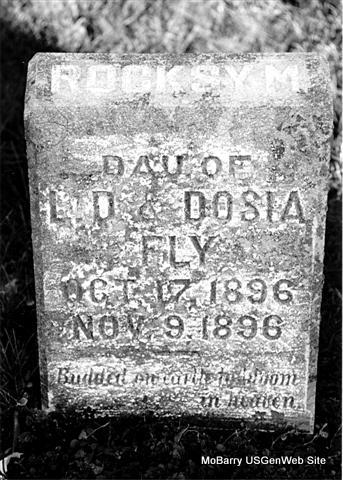 ROCKSY M.
DAU. OF
L.D. & DOSIA
FLY
OCT. 17, 1896
NOV. 9, 1896
Budded on earth to bloom
in heaven
MoBarry USGenWeb Site